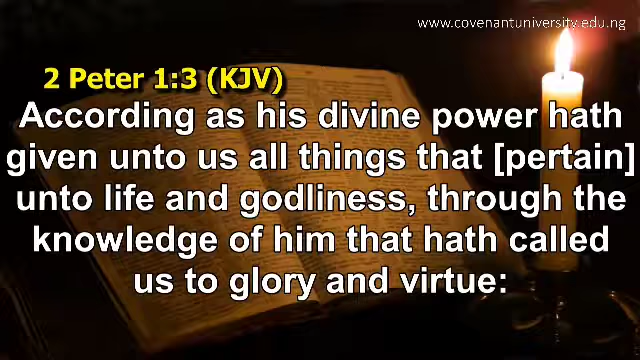 www.covenantuniversity.edu.ng
2 Peter 1:3 (KJV)
According as his divine power hath
given unto us all things that [pertain]
unto life and godliness, through the
knowledge of him that hath called
us to glory and virtue: